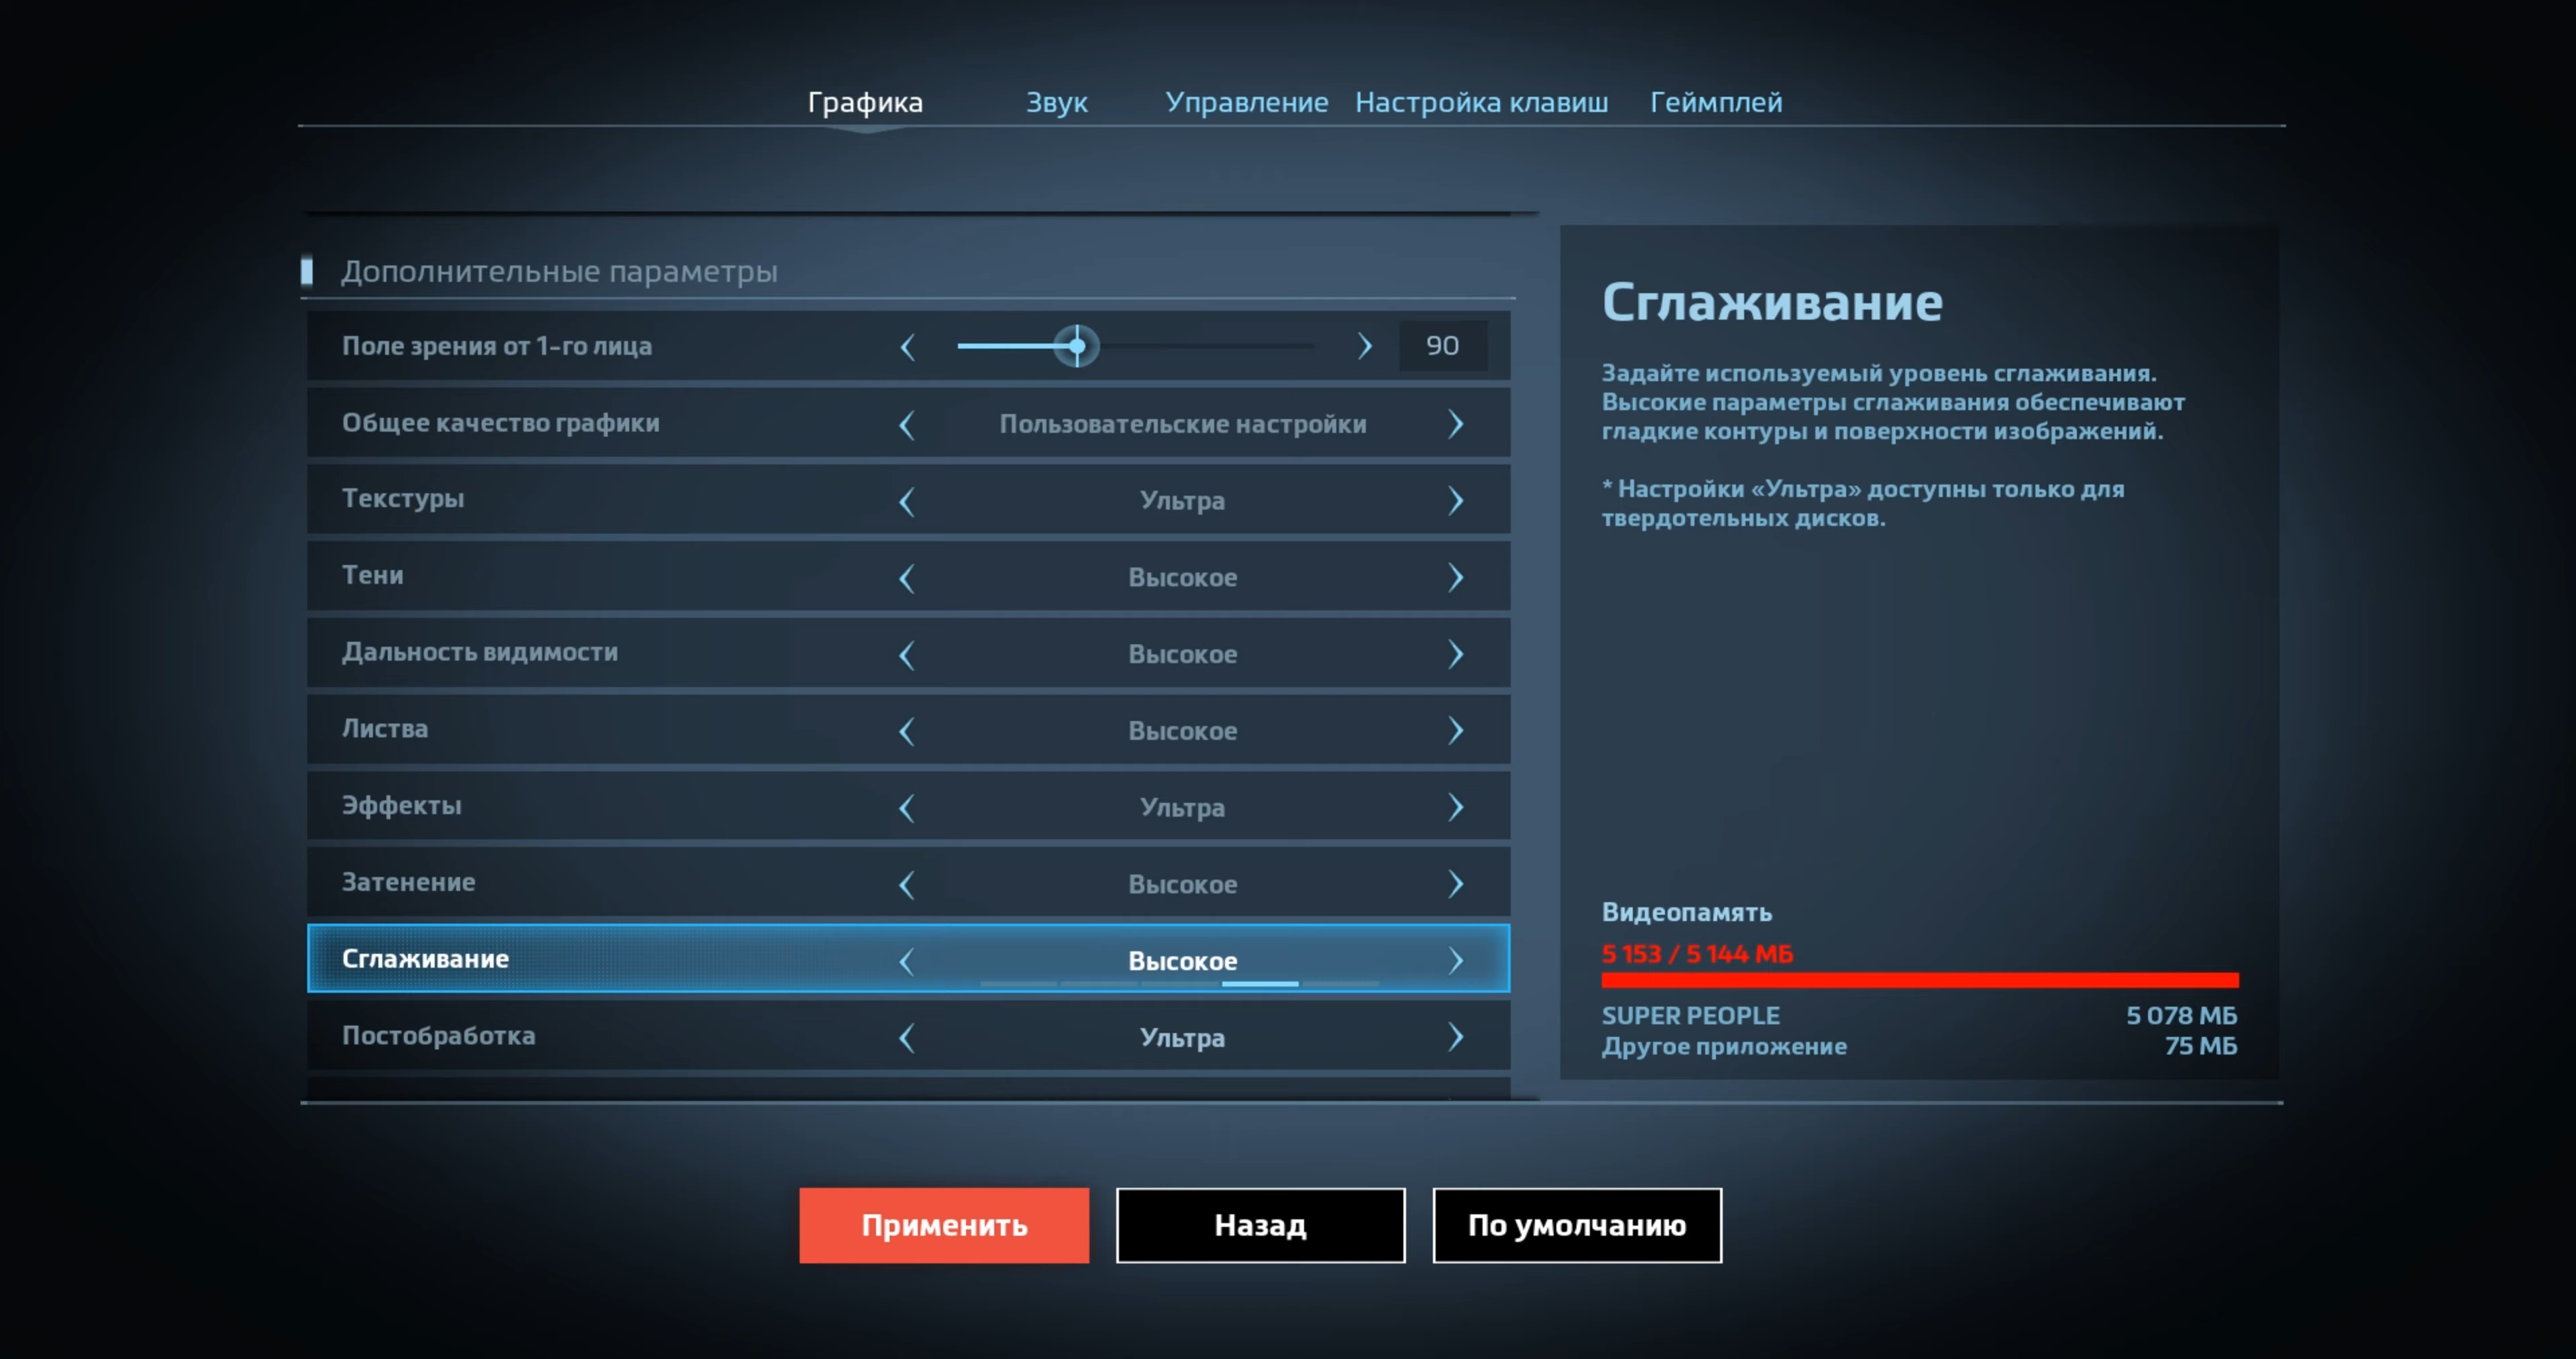 Графика Звук Управление Настройка клавиш Геймплей
Дополнительные параметры
Поле зрения от 1-го лица 90
Общее качество графики Пользовательские настройки
Текстуры Ультра
Тени Высокое
Дальность видимости Высокое
Листва Высокое
Эффекты Ультра
Затенение Высокое
Сглаживание Высокое
Постобработка Ультра
Сглаживание
Задайте используемый уровень сглаживания.
Высокие параметры сглаживания обеспечивают
гладкие контуры и поверхности изображений.
* Настройки «Ультра» доступны только для
твердотельных дисков.
Видеопамять
5 153 / 5 144 МБ
SUPER PEOPLE 5 078 МБ
Другое приложение 75 МБ
Применить Назад По умолчанию